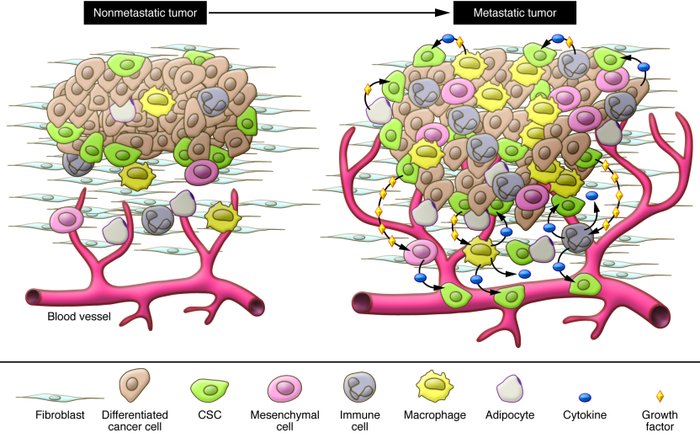 Nonmetastatic tumor
Metastatic tumor
Blood vessel
Fibroblast
Differentiated
cancer cell
CSC
Mesenchymal
cell
Immune
cell
Macrophage
Adipocyte
Cytokine
Growth
factor